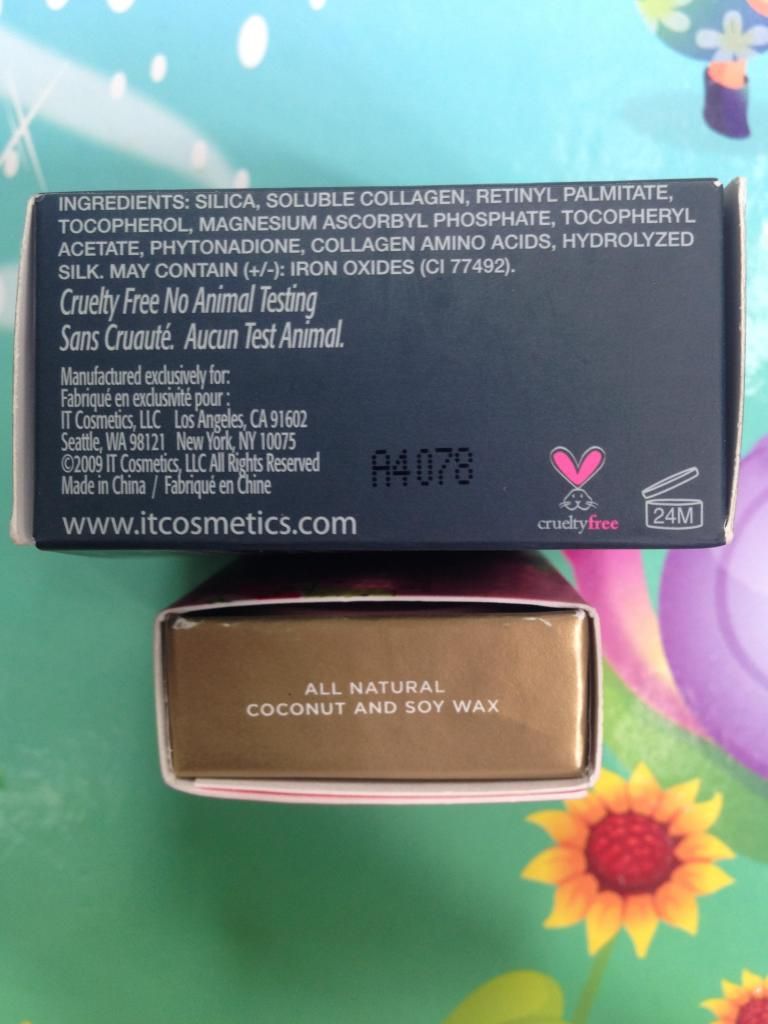 INGREDIENTS: SILICA, SOLUBLE COLLAGEN, RETINYL PALMITATE,
TOCOPHEROL, MAGNESIUM ASCORBYL PHOSPHATE, TOCOPHERYL
ACETATE, PHYTONADIONE, COLLAGEN AMINO ACIDS, HYDROLYZED
SILK. MAY CONTAIN (+/-): IRON OXIDES (CI 77492).
Cruelty Free No Animal Testing
Sans Cruauté. Aucun Test Animal.
Manufactured exclusively for:
Fabriqué en exclusivité pour :
IT Cosmetics, LLC Los Angeles, CA 91602
Seattle, WA 98121 New York, NY 10075
©2009 IT Cosmetics, LLC All Rights Reserved
Made in China / Fabriqué en Chine
www.itcosmetics.com
A4078
crueltyfree
24M
ALL NATURAL
COCONUT AND SOY WAX